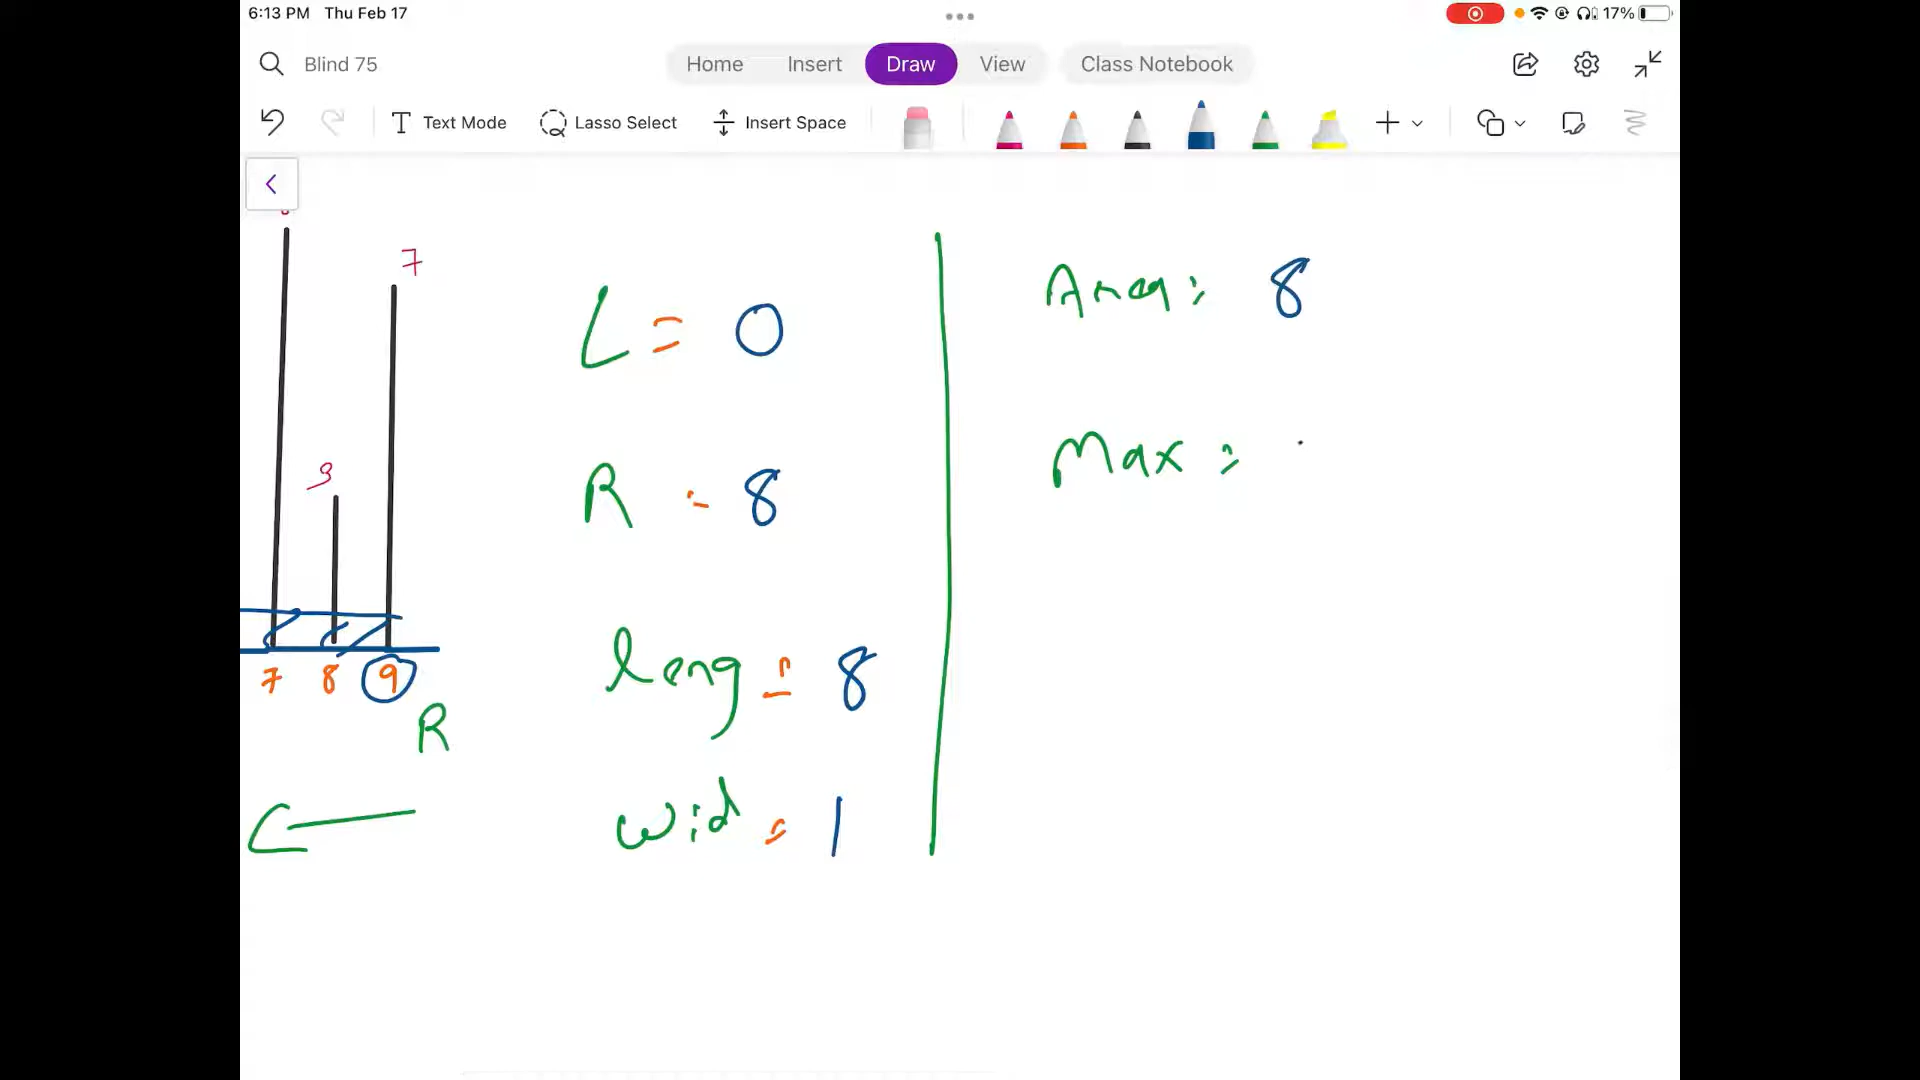 6:13 PM Thu Feb 17 17%
Blind 75 Home Insert Draw View Class Notebook
Text Mode Lasso Select Insert Space
7
3
7 8 9
R
L = 0
R = 8
leng = 8
wid = 1
Area: 8
Max =